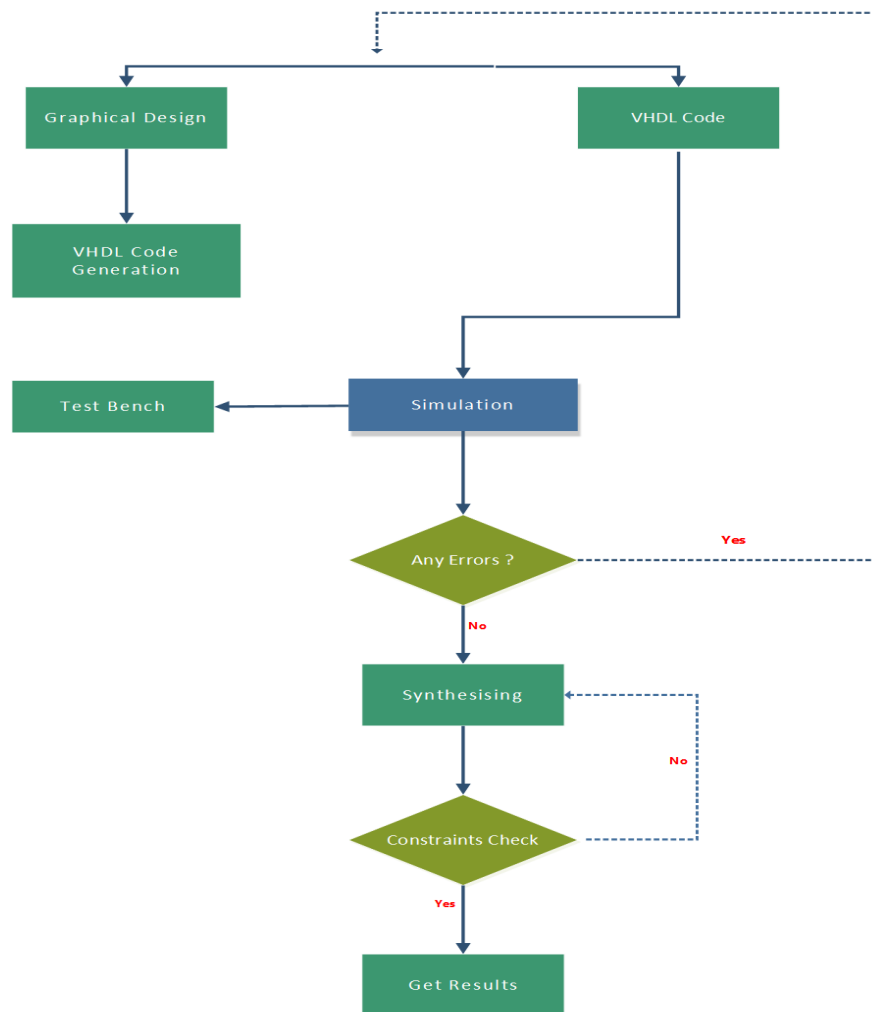 Graphical Design
VHDL Code
VHDL Code
Generation
Test Bench
Simulation
Any Errors ?
Yes
No
Synthesising
No
Constraints Check
Yes
Get Results